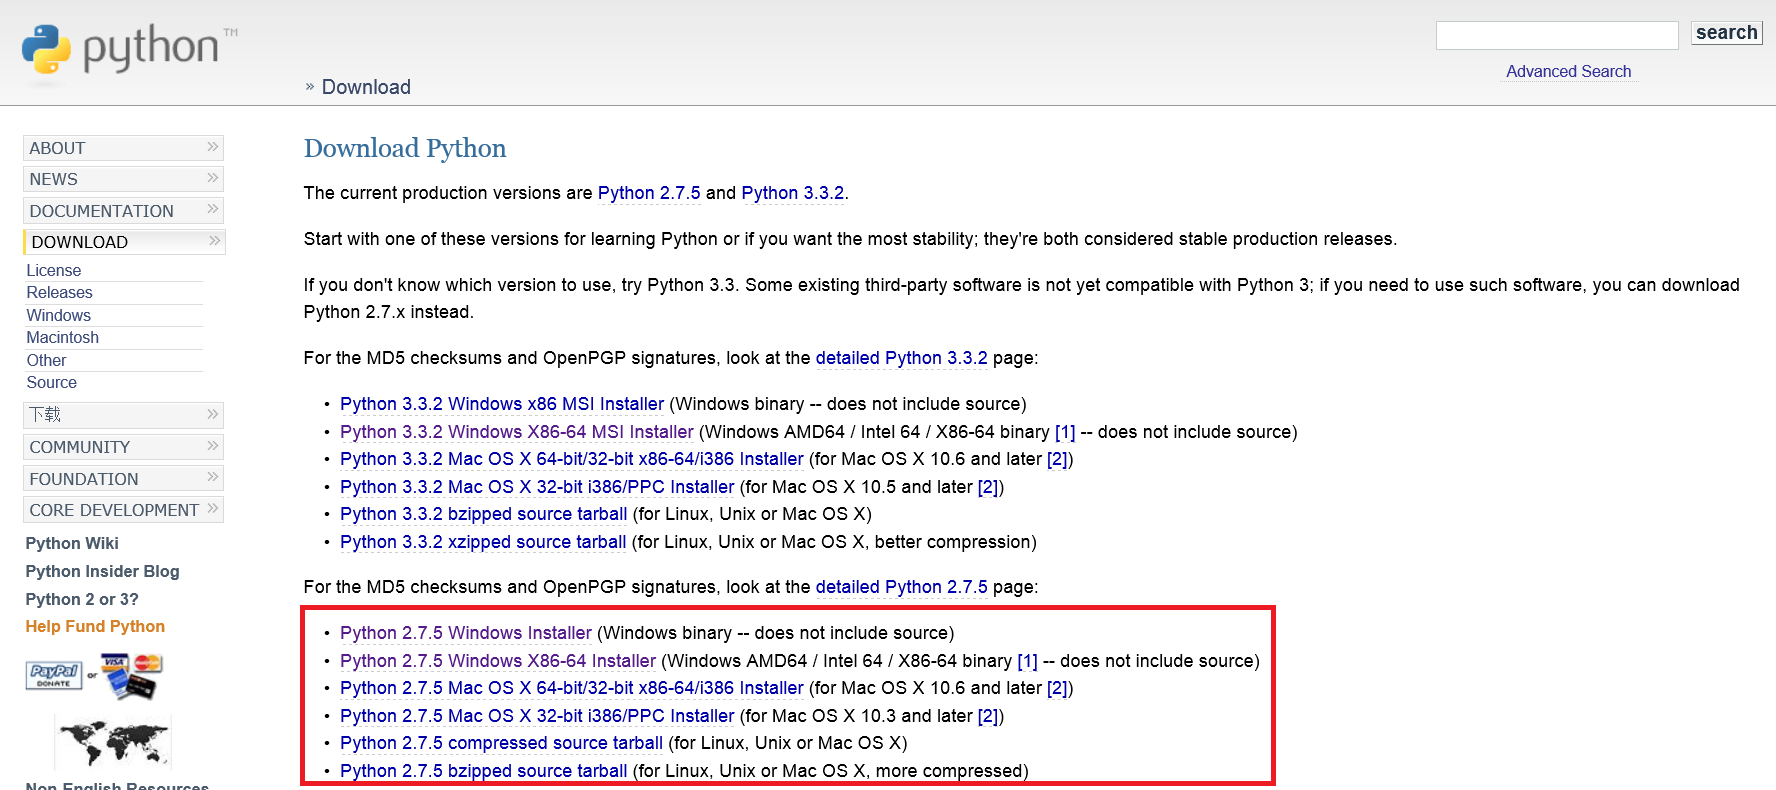 python™
search
Advanced Search
» Download
ABOUT »
NEWS »
DOCUMENTATION »
DOWNLOAD »
License
Releases
Windows
Macintosh
Other
Source
下载 »
COMMUNITY »
FOUNDATION »
CORE DEVELOPMENT »
Python Wiki
Python Insider Blog
Python 2 or 3?
Help Fund Python
PayPal
DONATE
or
VISA
MasterCard
Non-English Resources
Download Python
The current production versions are Python 2.7.5 and Python 3.3.2.
Start with one of these versions for learning Python or if you want the most stability; they're both considered stable production releases.
If you don't know which version to use, try Python 3.3. Some existing third-party software is not yet compatible with Python 3; if you need to use such software, you can download
Python 2.7.x instead.
For the MD5 checksums and OpenPGP signatures, look at the detailed Python 3.3.2 page:
• Python 3.3.2 Windows x86 MSI Installer (Windows binary -- does not include source)
• Python 3.3.2 Windows X86-64 MSI Installer (Windows AMD64 / Intel 64 / X86-64 binary [1] -- does not include source)
• Python 3.3.2 Mac OS X 64-bit/32-bit x86-64/i386 Installer (for Mac OS X 10.6 and later [2])
• Python 3.3.2 Mac OS X 32-bit i386/PPC Installer (for Mac OS X 10.5 and later [2])
• Python 3.3.2 bzipped source tarball (for Linux, Unix or Mac OS X)
• Python 3.3.2 xzipped source tarball (for Linux, Unix or Mac OS X, better compression)
For the MD5 checksums and OpenPGP signatures, look at the detailed Python 2.7.5 page:
• Python 2.7.5 Windows Installer (Windows binary -- does not include source)
• Python 2.7.5 Windows X86-64 Installer (Windows AMD64 / Intel 64 / X86-64 binary [1] -- does not include source)
• Python 2.7.5 Mac OS X 64-bit/32-bit x86-64/i386 Installer (for Mac OS X 10.6 and later [2])
• Python 2.7.5 Mac OS X 32-bit i386/PPC Installer (for Mac OS X 10.3 and later [2])
• Python 2.7.5 compressed source tarball (for Linux, Unix or Mac OS X)
• Python 2.7.5 bzipped source tarball (for Linux, Unix or Mac OS X, more compressed)